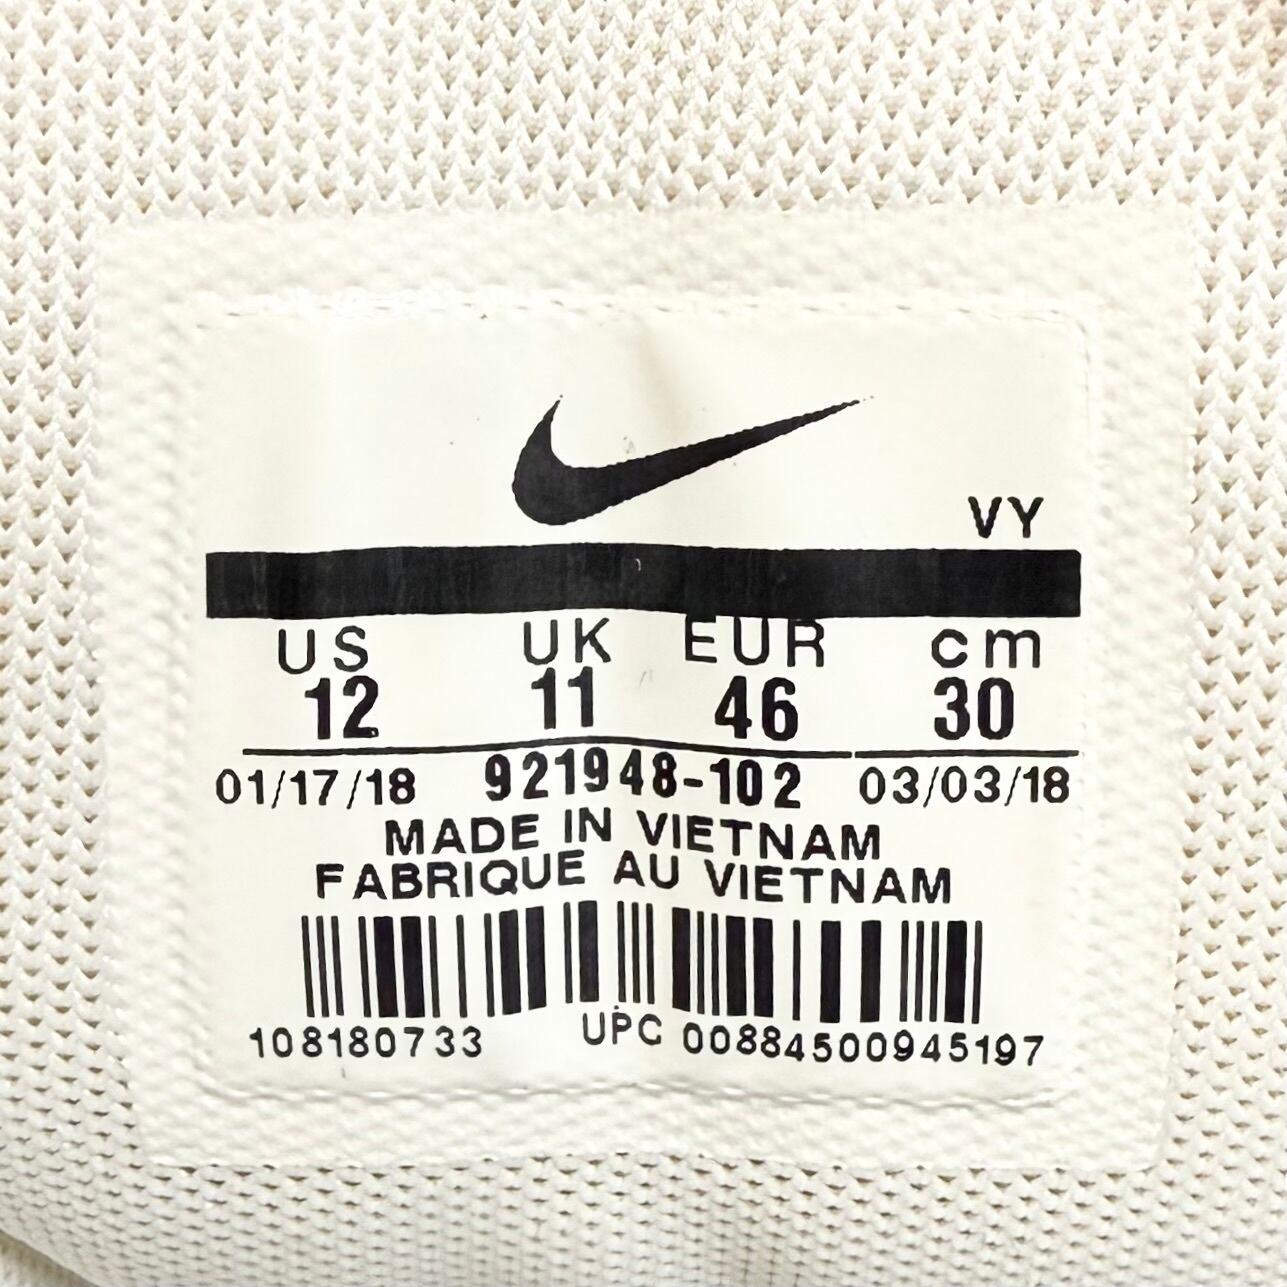 VY
US UK EUR cm
12 11 46 30
01/17/18 921948-102 03/03/18
MADE IN VIETNAM
FABRIQUE AU VIETNAM
108180733 UPC 00884500945197